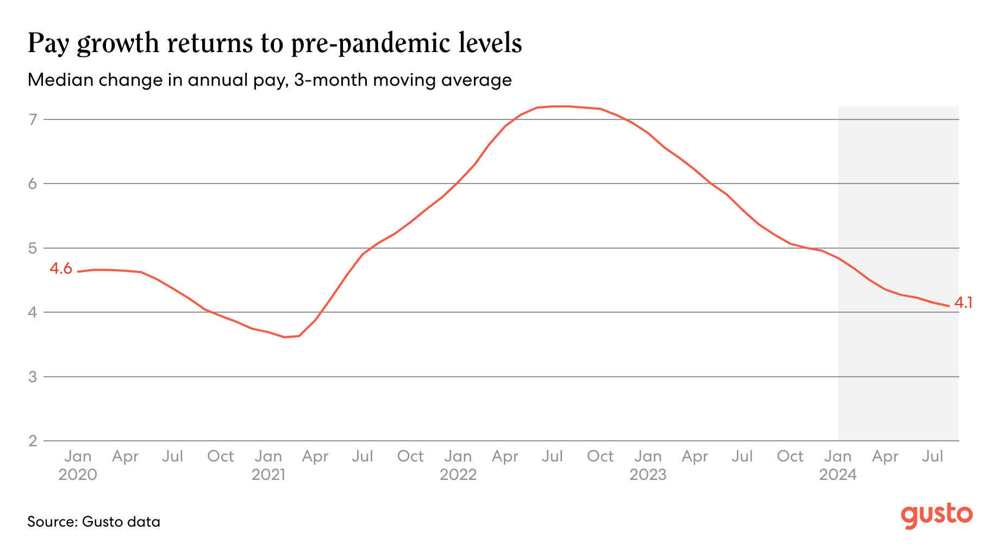 Pay growth returns to pre-pandemic levels
Median change in annual pay, 3-month moving average
7
6
5
4.6
4.1
4
3
2
Jan Apr Jul Oct Jan Apr Jul Oct Jan Apr Jul Oct Jan Apr Jul Oct Jan Apr Jul
2020 2021 2022 2023 2024
Source: Gusto data
gusto